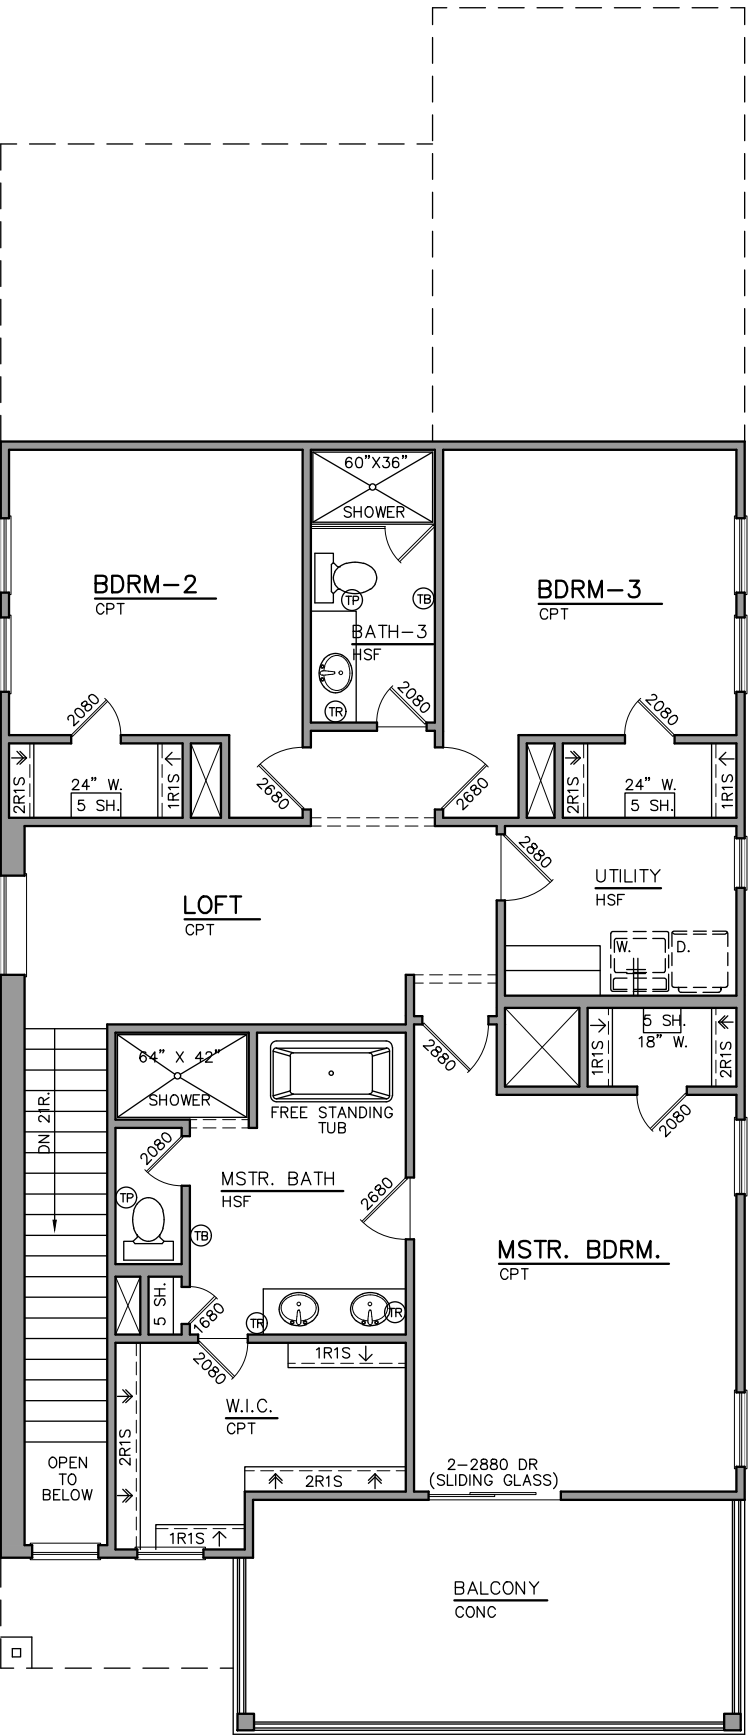 60"X36"
SHOWER
BDRM-2
CPT
TP
TB
BDRM-3
CPT
BATH-3
HSF
TR
2080
2080
2080
2R1S
24" W.
5 SH.
1R1S
2680
2680
2R1S
24" W.
5 SH.
1R1S
2880
UTILITY
HSF
LOFT
CPT
W.
D.
5 SH.
18" W.
1R1S
2R1S
2880
64" X 42"
SHOWER
FREE STANDING
TUB
2080
DN 21R.
2080
MSTR. BATH
HSF
TP
2680
TB
MSTR. BDRM.
CPT
5 SH.
1680
TR
TR
2080
1R1S
W.I.C.
CPT
2R1S
OPEN
TO
BELOW
2R1S
2-2880 DR
(SLIDING GLASS)
1R1S
BALCONY
CONC